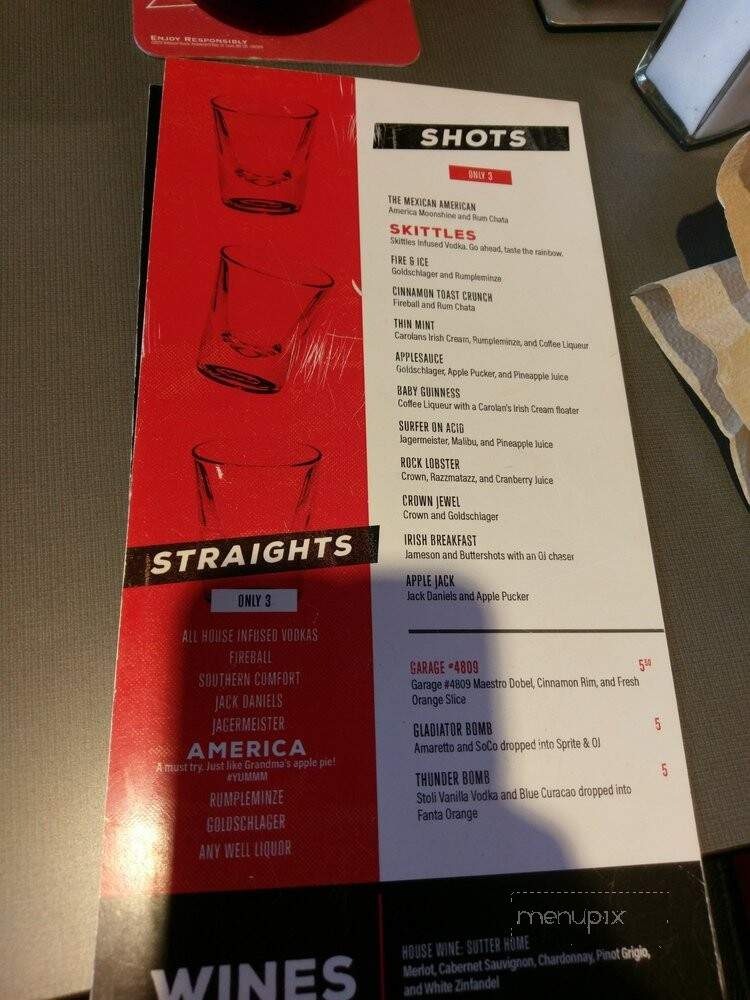 ENJOY RESPONSIBLY
SHOTS
ONLY 3
THE MEXICAN AMERICAN
America Moonshine and Rum Chata
SKITTLES
Skittles Infused Vodka. Go ahead, taste the rainbow.
FIRE & ICE
Goldschlager and Rumpleminze
CINNAMON TOAST CRUNCH
Fireball and Rum Chata
THIN MINT
Carolans Irish Cream, Rumpleminze, and Coffee Liqueur
APPLESAUCE
Goldschlager, Apple Pucker, and Pineapple Juice
BABY GUINNESS
Coffee Liqueur with a Carolan's Irish Cream floater
SURFER ON ACID
Jagermeister, Malibu, and Pineapple Juice
ROCK LOBSTER
Crown, Razzmatazz, and Cranberry Juice
CROWN JEWEL
Crown and Goldschlager
IRISH BREAKFAST
Jameson and Buttershots with an OJ chaser
APPLE JACK
Jack Daniels and Apple Pucker
GARAGE #4809 5.50
Garage #4809 Maestro Dobel, Cinnamon Rim, and Fresh
Orange Slice
GLADIATOR BOMB 5
Amaretto and SoCo dropped into Sprite & OJ
THUNDER BOMB 5
Stoli Vanilla Vodka and Blue Curacao dropped into
Fanta Orange
STRAIGHTS
ONLY 3
ALL HOUSE INFUSED VODKAS
FIREBALL
SOUTHERN COMFORT
JACK DANIELS
JAGERMEISTER
AMERICA
A must try. Just like Grandma's apple pie!
#YUMMM
RUMPLEMINZE
GOLDSCHLAGER
ANY WELL LIQUOR
WINES
HOUSE WINE: SUTTER HOME
Merlot, Cabernet Sauvignon, Chardonnay, Pinot Grigio,
and White Zinfandel
menupix